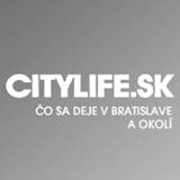 CITYLIFE.SK
ČO SA DEJE V BRATISLAVE
A OKOLÍ